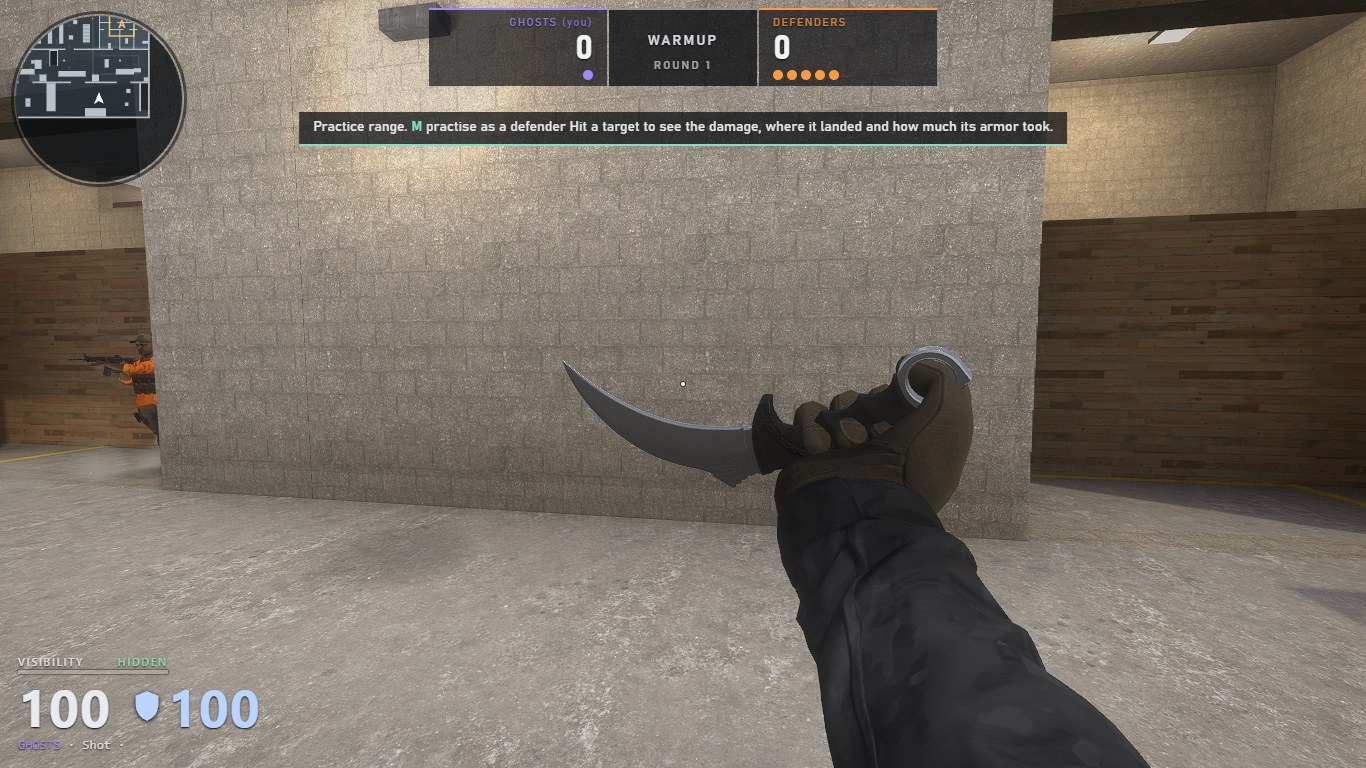 A
GHOSTS (you)
0
WARMUP
ROUND 1
DEFENDERS
0
Practice range. M practise as a defender Hit a target to see the damage, where it landed and how much its armor took.
VISIBILITY HIDDEN
100 100
GHOSTS · Shot ·